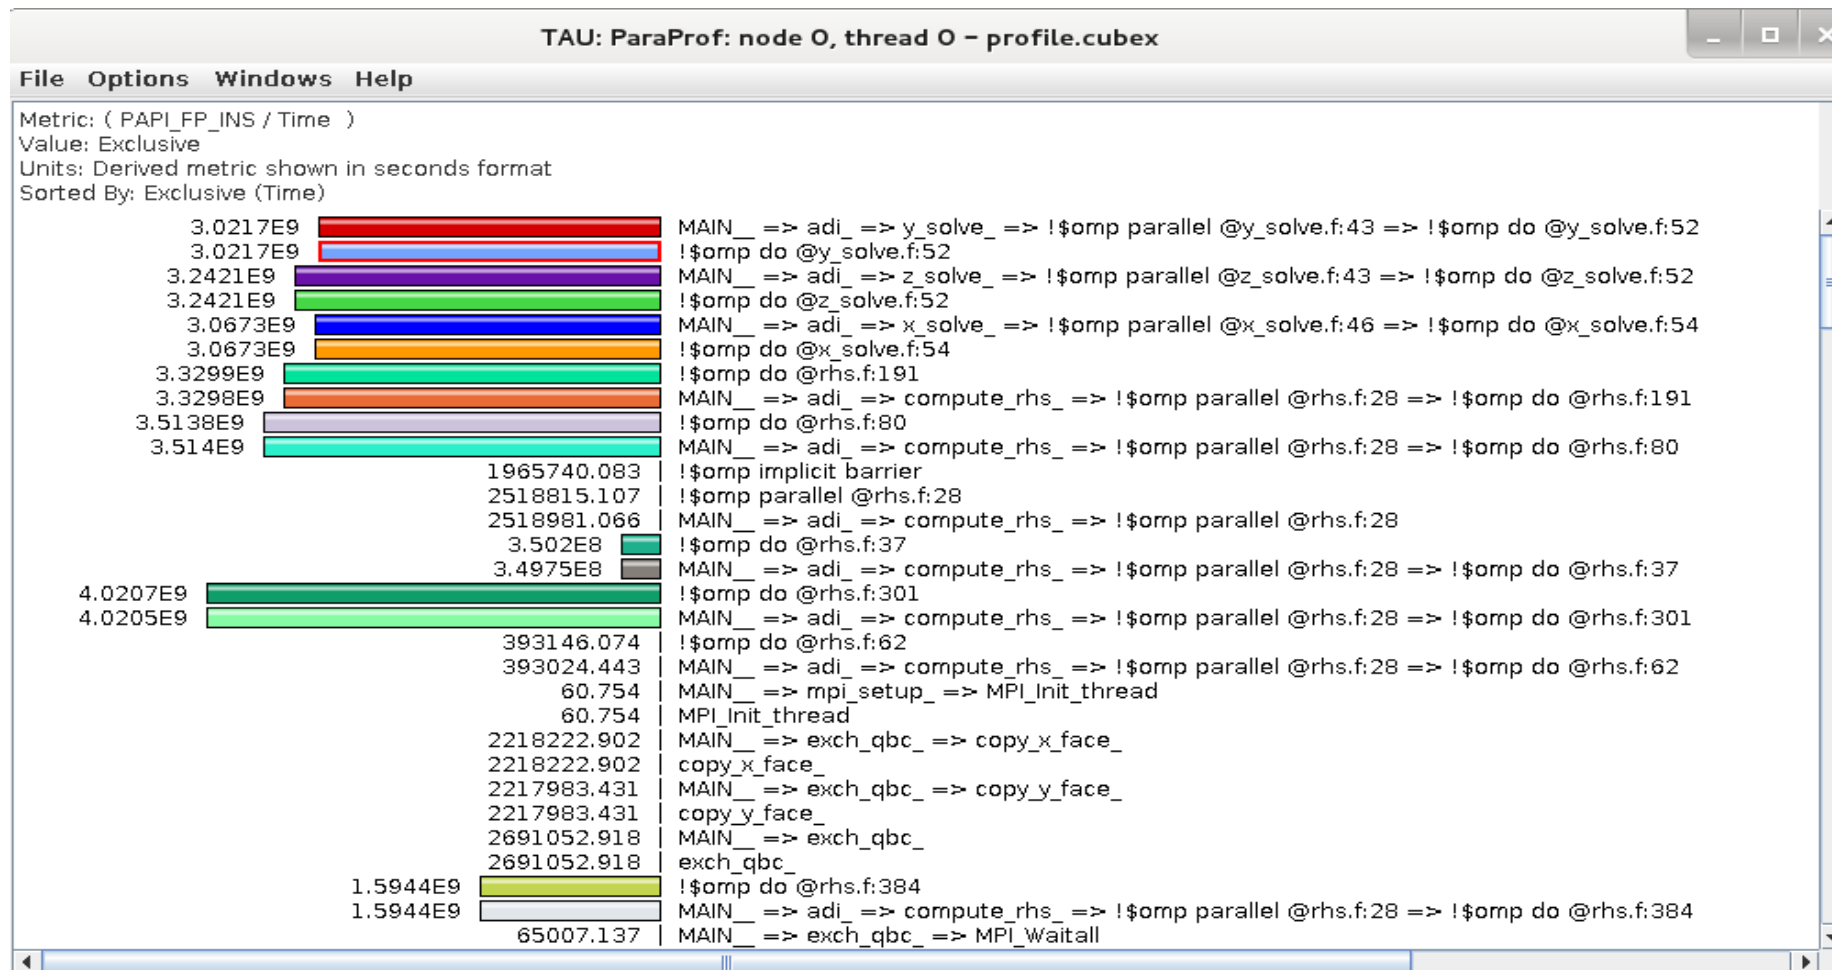 TAU: ParaProf: node 0, thread 0 – profile.cubex
File Options Windows Help
Metric: ( PAPI_FP_INS / Time )
Value: Exclusive
Units: Derived metric shown in seconds format
Sorted By: Exclusive (Time)
3.0217E9 MAIN__ => adi_ => y_solve_ => !$omp parallel @y_solve.f:43 => !$omp do @y_solve.f:52
3.0217E9 !$omp do @y_solve.f:52
3.2421E9 MAIN__ => adi_ => z_solve_ => !$omp parallel @z_solve.f:43 => !$omp do @z_solve.f:52
3.2421E9 !$omp do @z_solve.f:52
3.0673E9 MAIN__ => adi_ => x_solve_ => !$omp parallel @x_solve.f:46 => !$omp do @x_solve.f:54
3.0673E9 !$omp do @x_solve.f:54
3.3299E9 !$omp do @rhs.f:191
3.3298E9 MAIN__ => adi_ => compute_rhs_ => !$omp parallel @rhs.f:28 => !$omp do @rhs.f:191
3.5138E9 !$omp do @rhs.f:80
3.514E9 MAIN__ => adi_ => compute_rhs_ => !$omp parallel @rhs.f:28 => !$omp do @rhs.f:80
1965740.083 !$omp implicit barrier
2518815.107 !$omp parallel @rhs.f:28
2518981.066 MAIN__ => adi_ => compute_rhs_ => !$omp parallel @rhs.f:28
3.502E8 !$omp do @rhs.f:37
3.4975E8 MAIN__ => adi_ => compute_rhs_ => !$omp parallel @rhs.f:28 => !$omp do @rhs.f:37
4.0207E9 !$omp do @rhs.f:301
4.0205E9 MAIN__ => adi_ => compute_rhs_ => !$omp parallel @rhs.f:28 => !$omp do @rhs.f:301
393146.074 !$omp do @rhs.f:62
393024.443 MAIN__ => adi_ => compute_rhs_ => !$omp parallel @rhs.f:28 => !$omp do @rhs.f:62
60.754 MAIN__ => mpi_setup_ => MPI_Init_thread
60.754 MPI_Init_thread
2218222.902 MAIN__ => exch_qbc_ => copy_x_face_
2218222.902 copy_x_face_
2217983.431 MAIN__ => exch_qbc_ => copy_y_face_
2217983.431 copy_y_face_
2691052.918 MAIN__ => exch_qbc_
2691052.918 exch_qbc_
1.5944E9 !$omp do @rhs.f:384
1.5944E9 MAIN__ => adi_ => compute_rhs_ => !$omp parallel @rhs.f:28 => !$omp do @rhs.f:384
65007.137 MAIN__ => exch_qbc_ => MPI_Waitall